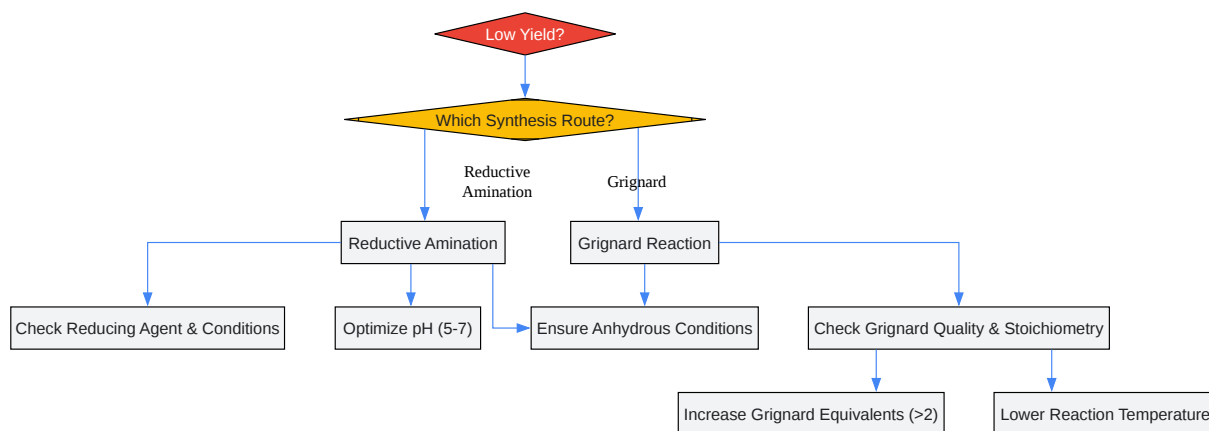 Low Yield?
Which Synthesis Route?
Reductive
Amination
Grignard
Reductive Amination
Grignard Reaction
Check Reducing Agent & Conditions
Optimize pH (5-7)
Ensure Anhydrous Conditions
Check Grignard Quality & Stoichiometry
Increase Grignard Equivalents (>2)
Lower Reaction Temperature